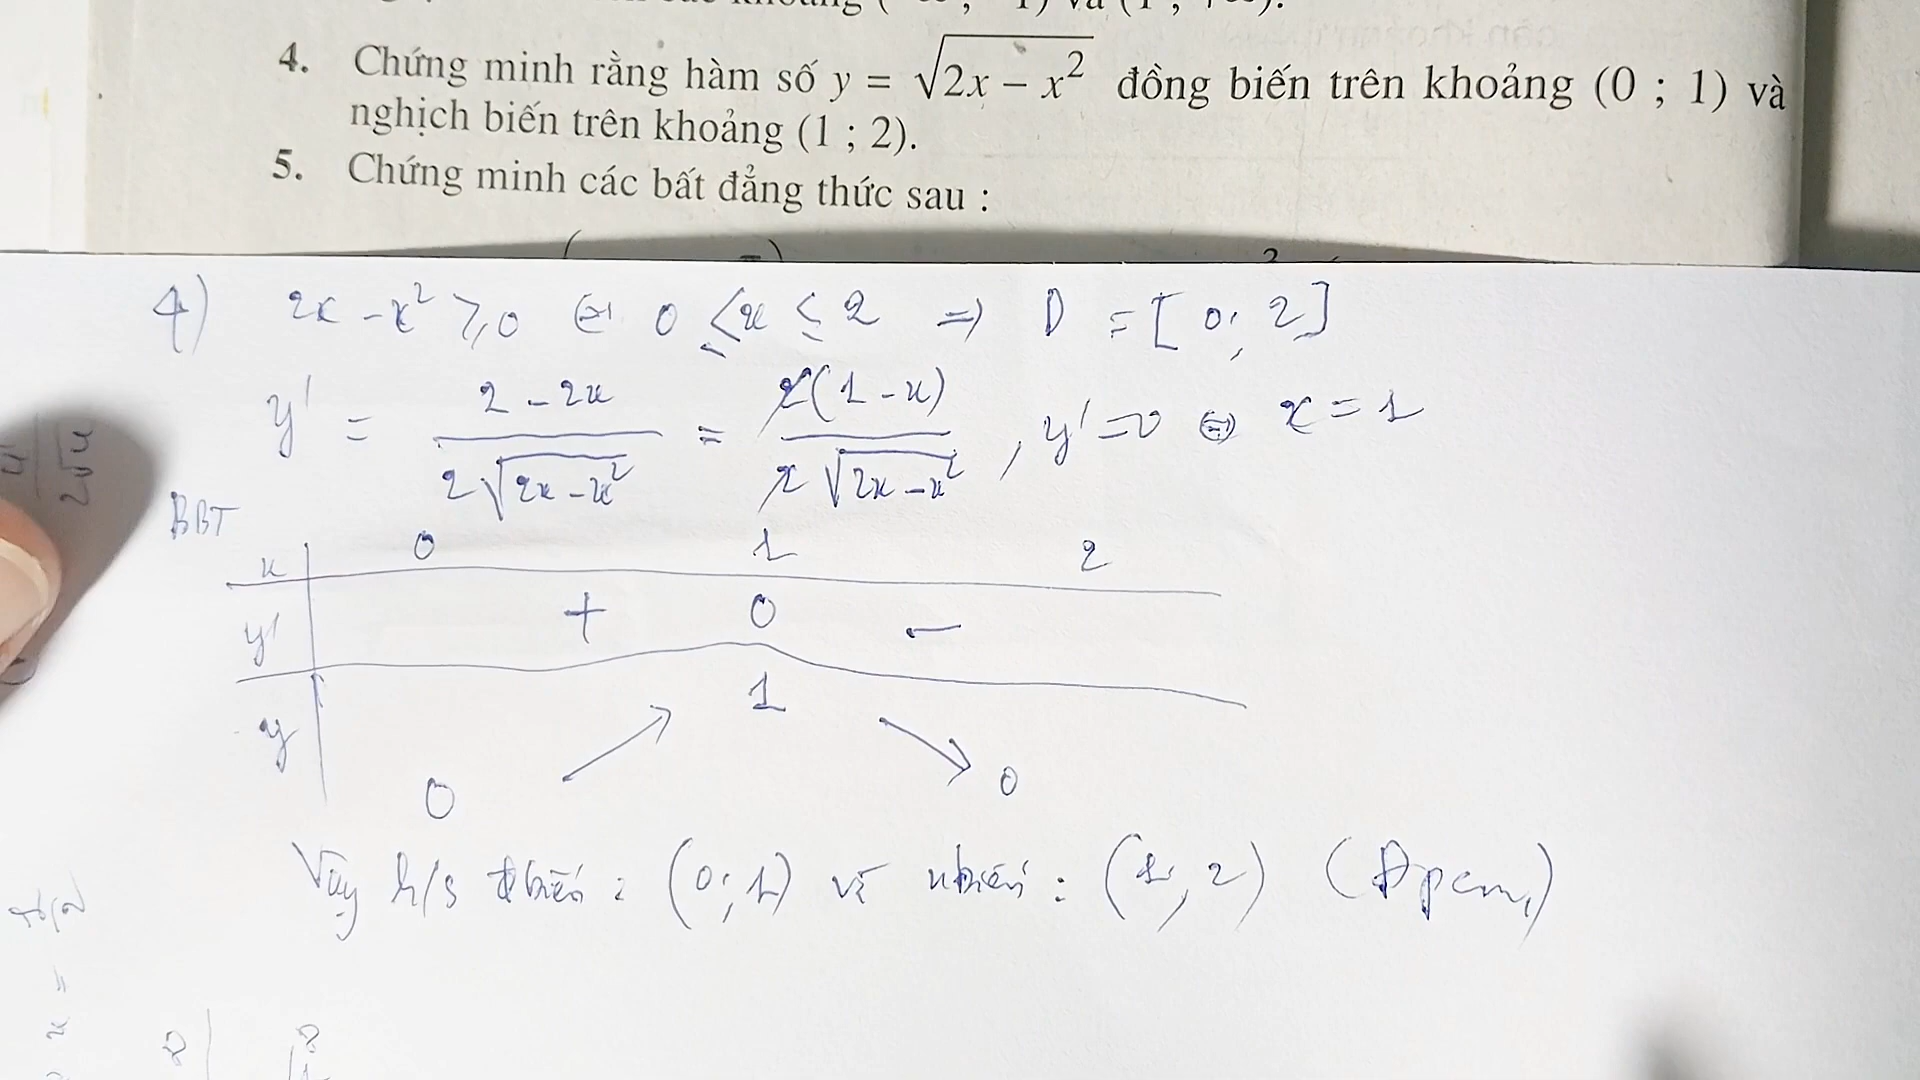 4. Chứng minh rằng hàm số y = √(2x − x²) đồng biến trên khoảng (0 ; 1) và
nghịch biến trên khoảng (1 ; 2).
5. Chứng minh các bất đẳng thức sau :
4) 2x - x² ≥ 0 ⇔ 0 ≤ x ≤ 2 ⇒ D = [0; 2]
y' = (2 - 2x)/(2√(2x - x²)) = (2(1 - x))/(2√(2x - x²)), y' = 0 ⇔ x = 1
BBT
x 0 1 2
y' + 0 -
y 0 ↗ 1 ↘ 0
Vậy h/s đbiến : (0; 1) và nbiến : (1; 2) (Đpcm)